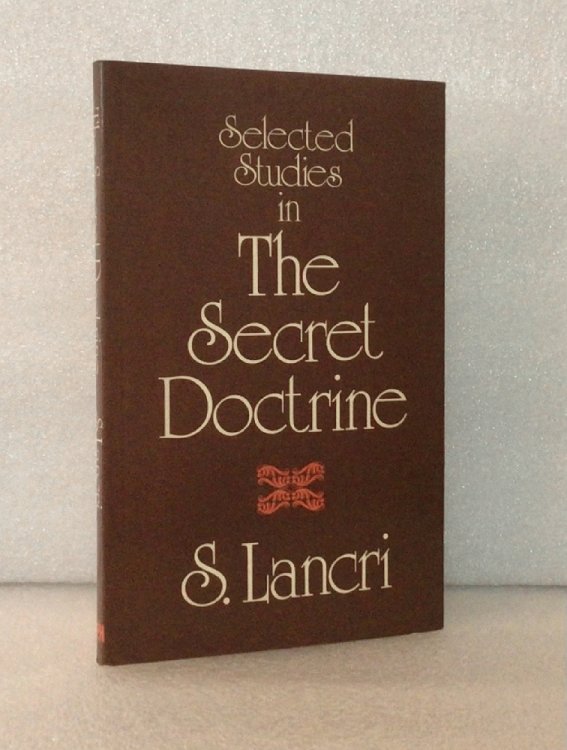 Selected
Studies
in
The
Secret
Doctrine
S. Lancri